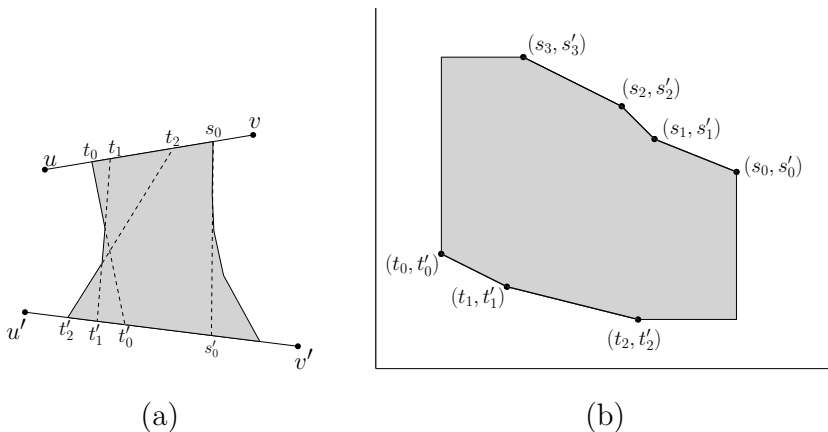 u
t₀
t₁
t₂
s₀
v
u′
t′₂
t′₁
t′₀
s′₀
v′
(a)
(s₃, s′₃)
(s₂, s′₂)
(s₁, s′₁)
(s₀, s′₀)
(t₀, t′₀)
(t₁, t′₁)
(t₂, t′₂)
(b)